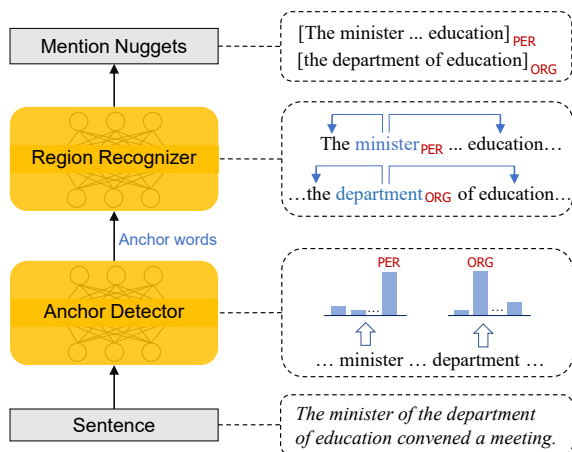 Mention Nuggets
[The minister ... education]PER
[the department of education]ORG
Region Recognizer
The ministerPER ... education…
…the departmentORG of education…
Anchor words
Anchor Detector
PER
ORG
...
...
… minister … department …
Sentence
The minister of the department
of education convened a meeting.